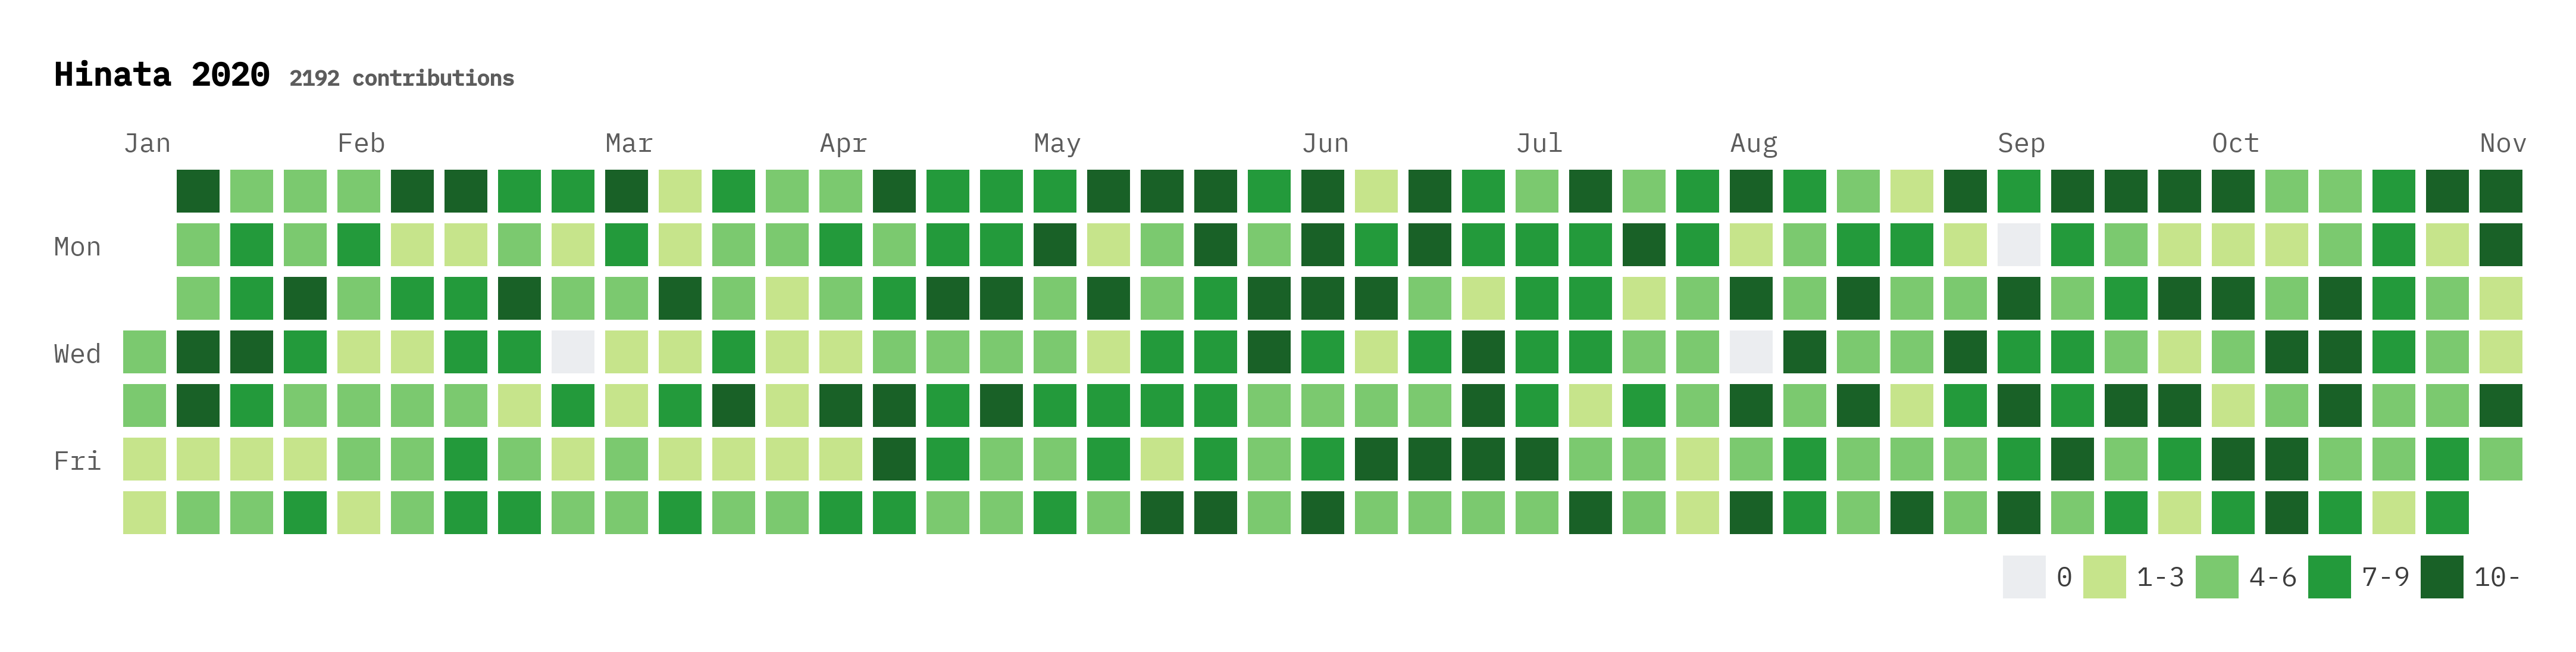 Hinata 2020 2192 contributions
Jan Feb Mar Apr May Jun Jul Aug Sep Oct Nov
Mon
Wed
Fri
0 1-3 4-6 7-9 10-